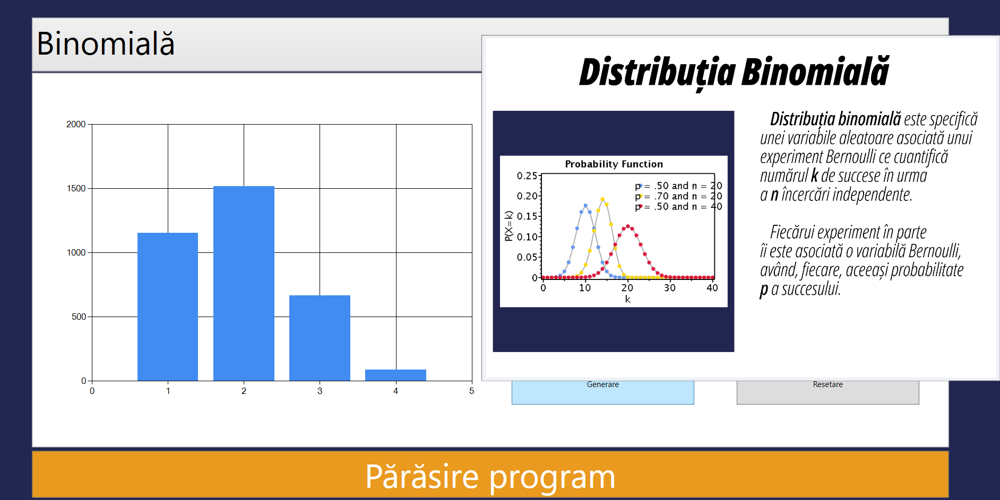 Binomială
2000
1500
1000
500
0
0 1 2 3 4 5
Distribuția Binomială
Probability Function
0.25
0.20
0.15
0.10
0.05
0
P(X=k)
p = .50 and n = 20
p = .70 and n = 20
p = .50 and n = 40
0 10 20 30 40
k
Distribuția binomială este specifică
unei variabile aleatoare asociată unui
experiment Bernoulli ce cuantifică
numărul k de succese în urma
a n încercări independente.
Fiecărui experiment în parte
îi este asociată o variabilă Bernoulli,
având, fiecare, aceeași probabilitate
p a succesului.
Generare
Resetare
Părăsire program